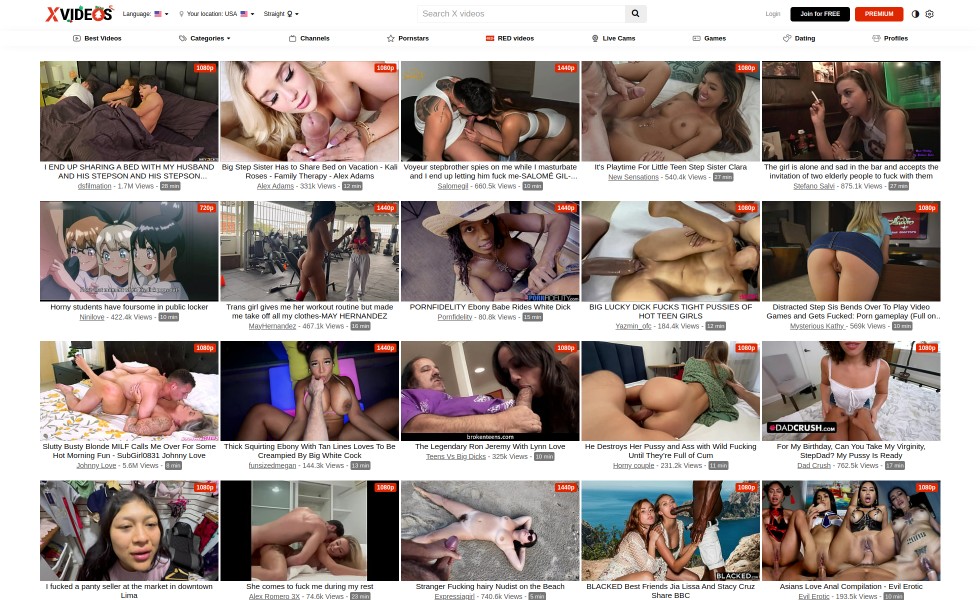 XVIDEOS
Language:
Your location: USA
Straight
Search X videos
Login
Join for FREE
PREMIUM
Best Videos
Categories
Channels
Pornstars
RED videos
Live Cams
Games
Dating
Profiles
1080p
1080p
1440p
1080p
1080p
I END UP SHARING A BED WITH MY HUSBAND
AND HIS STEPSON AND HIS STEPSON...
dsfilmation - 1.7M Views - 28 min
Big Step Sister Has to Share Bed on Vacation - Kali
Roses - Family Therapy - Alex Adams
Alex Adams - 331k Views - 12 min
Voyeur stepbrother spies on me while I masturbate
and I end up letting him fuck me-SALOMÉ GIL-...
Salomegil - 660.5k Views - 10 min
It's Playtime For Little Teen Step Sister Clara
New Sensations - 540.4k Views - 27 min
The girl is alone and sad in the bar and accepts the
invitation of two elderly people to fuck with them
Stefano Salvi - 875.1k Views - 27 min
720p
1440p
1440p
1080p
1080p
Horny students have foursome in public locker
Ninilove - 422.4k Views - 10 min
Trans girl gives me her workout routine but made
me take off all my clothes-MAY HERNANDEZ
MayHernandez - 467.1k Views - 16 min
PORNFIDELITY Ebony Babe Rides White Dick
Pornfidelity - 80.8k Views - 15 min
BIG LUCKY DICK FUCKS TIGHT PUSSIES OF
HOT TEEN GIRLS
Yazmin_ofc - 184.4k Views - 12 min
Distracted Step Sis Bends Over To Play Video
Games and Gets Fucked: Porn gameplay (Full on..
Mysterious Kathy - 569k Views - 10 min
1080p
1440p
1080p
1080p
1080p
brokenteens.com
DADCRUSH.COM
Slutty Busty Blonde MILF Calls Me Over For Some
Hot Morning Fun - SubGirl0831 Johnny Love
Johnny Love - 5.6M Views - 8 min
Thick Squirting Ebony With Tan Lines Loves To Be
Creampied By Big White Cock
funsizedmegan - 144.3k Views - 13 min
The Legendary Ron Jeremy With Lynn Love
Teens Vs Big Dicks - 325k Views - 10 min
He Destroys Her Pussy and Ass with Wild Fucking
Until They're Full of Cum
Horny couple - 231.2k Views - 11 min
For My Birthday, Can You Take My Virginity,
StepDad? My Pussy Is Ready
Dad Crush - 762.5k Views - 17 min
1080p
1080p
1440p
1080p
1080p
BLACKED.COM
I fucked a panty seller at the market in downtown
Lima
She comes to fuck me during my rest
Alex Romero 3X - 74.6k Views - 23 min
Stranger Fucking hairy Nudist on the Beach
Expressiagirl - 740.6k Views - 5 min
BLACKED Best Friends Jia Lissa And Stacy Cruz
Share BBC
Asians Love Anal Compilation - Evil Erotic
Evil Erotic - 193.5k Views - 10 min